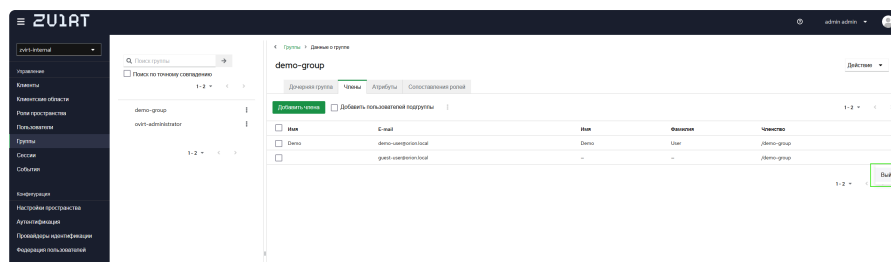 ZVIRT
admin admin
zvirt-internal
Управление
Клиенты
Клиентские области
Роли пространства
Пользователи
Группы
Сессии
События
Конфигурация
Настройки пространства
Аутентификация
Провайдеры идентификации
Федерация пользователей
Поиск группы
Поиск по точному совпадению
1 - 2
demo-group
ovirt-administrator
1 - 2
Группы Данные о группе
demo-group
Действие
Дочерняя группа Члены Атрибуты Сопоставления ролей
Добавить члена Добавить пользователей подгруппы
1 - 2
Имя E-mail Имя Фамилия Членство
Demo demo-user@orion.local Demo User /demo-group
guest-user@orion.local – – /demo-group
1 - 2